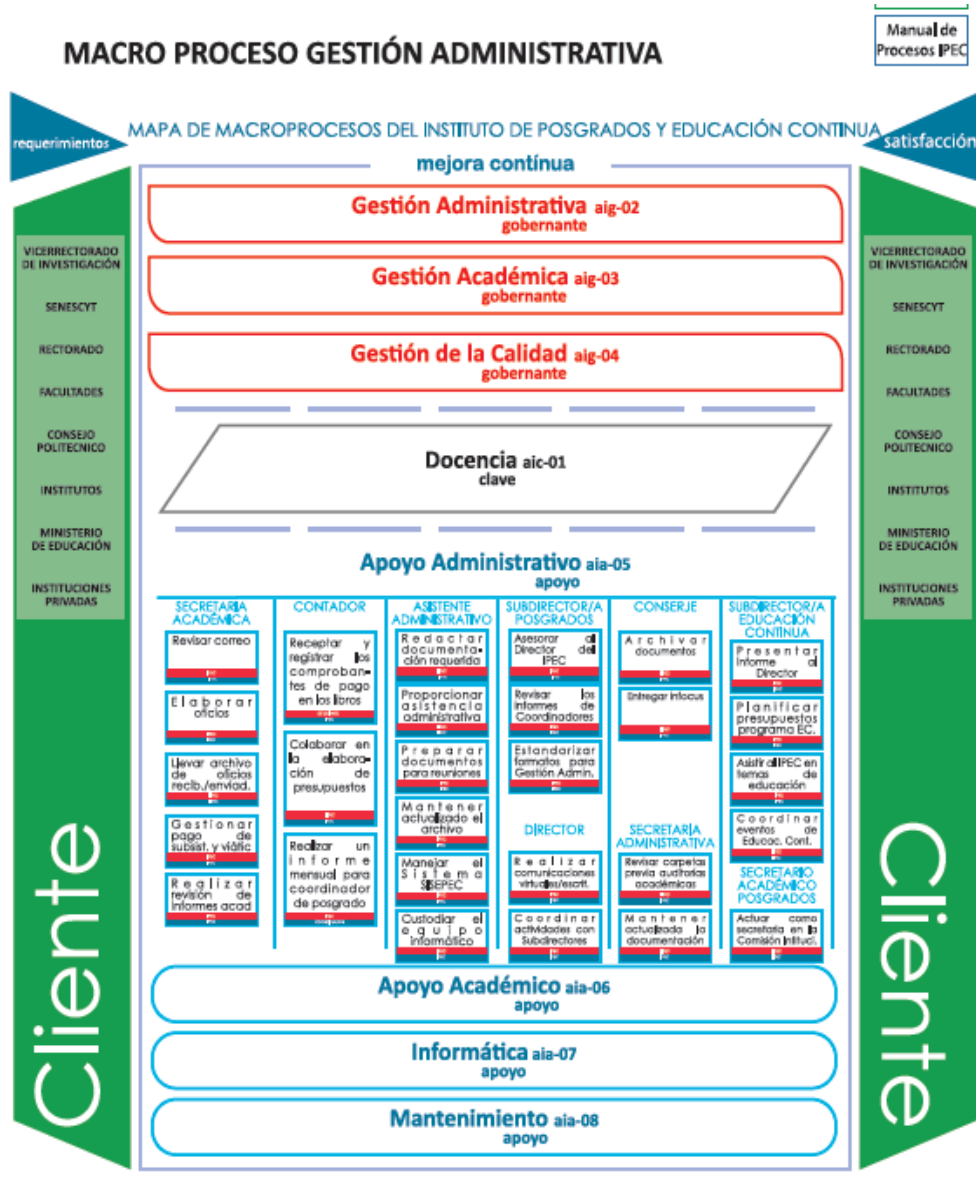 Manual de
Procesos IPEC
MACRO PROCESO GESTIÓN ADMINISTRATIVA
requerimientos
MAPA DE MACROPROCESOS DEL INSTITUTO DE POSGRADOS Y EDUCACIÓN CONTINUA
satisfacción
mejora contínua
Gestión Administrativa aig-02
gobernante
Gestión Académica aig-03
gobernante
Gestión de la Calidad aig-04
gobernante
Docencia aic-01
clave
VICERRECTORADO
DE INVESTIGACIÓN
SENESCYT
RECTORADO
FACULTADES
CONSEJO
POLITECNICO
INSTITUTOS
MINISTERIO
DE EDUCACIÓN
INSTITUCIONES
PRIVADAS
Cliente
Apoyo Administrativo aia-05
apoyo
SECRETARIA
ACADÉMICA
Revisar correo
Elaborar
oficios
Llevar archivo
de oficios
recib./enviad.
Gestionar
pago de
subsist. y viátic
Realizar
revisión de
informes acad
CONTADOR
Receptar y
registrar los
comproban-
tes de pago
en los libros
Colaborar en
la elabora-
ción de
presupuestos
Realizar un
informe
mensual para
coordinador
de posgrado
ASISTENTE
ADMINISTRATIVO
Redactar
documenta-
ción requerida
Proporcionar
asistencia
administrativa
Preparar
documentos
para reuniones
Mantener
actualizado el
archivo
Manejar el
Sistema
SISEPEC
Custodiar el
equipo
informático
SUBDIRECTOR/A
POSGRADOS
Asesorar al
Director del
IPEC
Revisar los
informes de
Coordinadores
Estandarizar
formatos para
Gestión Admin.
DIRECTOR
Realizar
comunicaciones
virtuales/escrit.
Coordinar
actividades con
Subdirectores
CONSERJE
Archivar
documentos
Entregar infocus
SECRETARIA
ADMINISTRATIVA
Revisar carpetas
previa auditorias
académicas
Mantener
actualizada la
documentación
SUBDIRECTOR/A
EDUCACIÓN
CONTINUA
Presentar
Informe al
Director
Planificar
presupuestos
programa EC.
Asistir al IPEC en
temas de
educación
Coordinar
eventos de
Educac. Cont.
SECRETARIO
ACADÉMICO
POSGRADOS
Actuar como
secretaria en la
Comisión
Apoyo Académico aia-06
apoyo
Informática aia-07
apoyo
Mantenimiento aia-08
apoyo
VICERRECTORADO
DE INVESTIGACIÓN
SENESCYT
RECTORADO
FACULTADES
CONSEJO
POLITECNICO
INSTITUTOS
MINISTERIO
DE EDUCACIÓN
INSTITUCIONES
PRIVADAS
Cliente